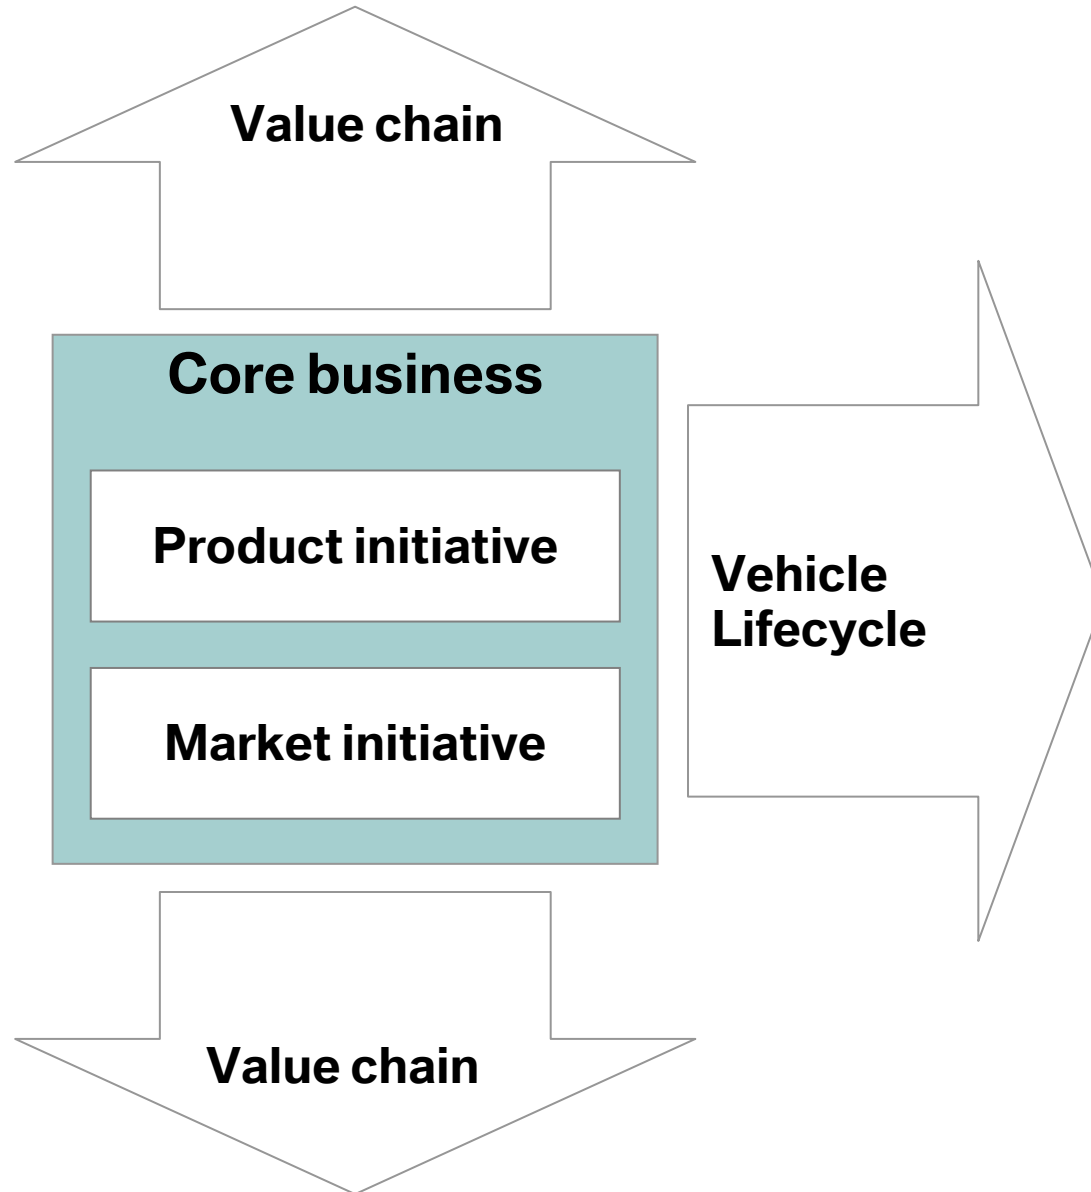 Value chain
Core business
Product initiative
Market initiative
Vehicle
Lifecycle
Value chain